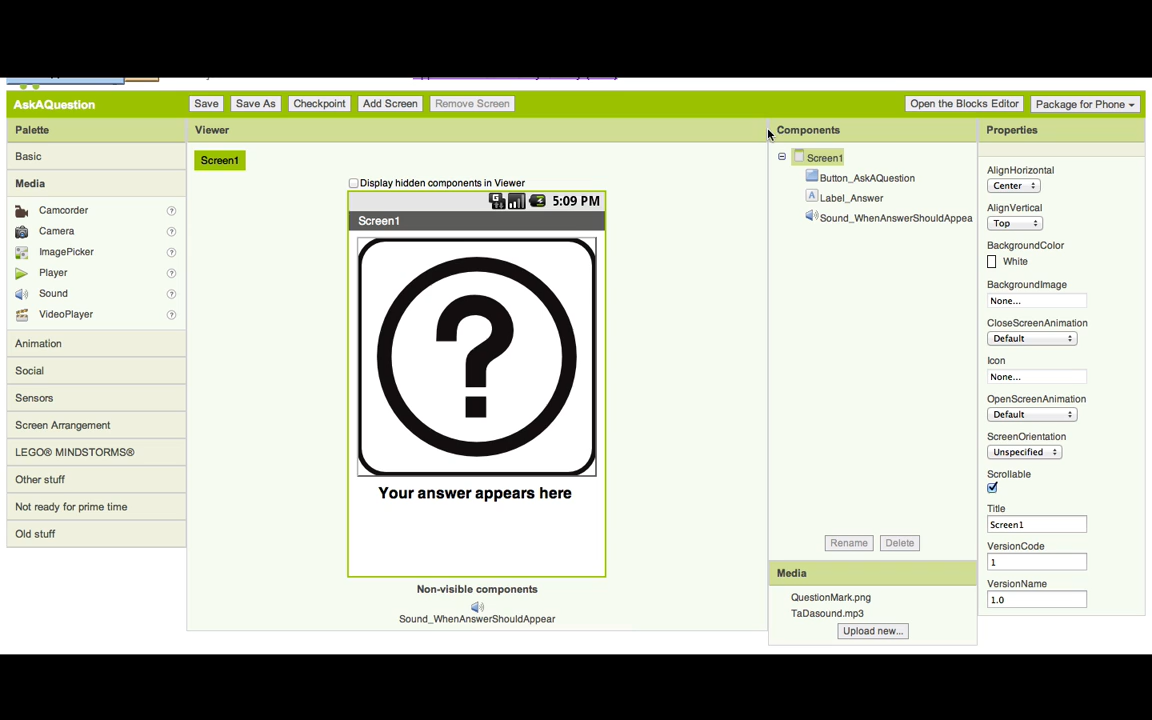 AskAQuestion
Save
Save As
Checkpoint
Add Screen
Remove Screen
Open the Blocks Editor
Package for Phone
Palette
Basic
Media
Camcorder
?
Camera
?
ImagePicker
?
Player
?
Sound
?
VideoPlayer
?
Animation
Social
Sensors
Screen Arrangement
LEGO® MINDSTORMS®
Other stuff
Not ready for prime time
Old stuff
Viewer
Screen1
Display hidden components in Viewer
5:09 PM
Screen1
?
Your answer appears here
Non-visible components
Sound_WhenAnswerShouldAppear
Components
Screen1
Button_AskAQuestion
A Label_Answer
Sound_WhenAnswerShouldAppea
Rename
Delete
Media
QuestionMark.png
TaDasound.mp3
Upload new...
Properties
AlignHorizontal
Center
AlignVertical
Top
BackgroundColor
White
BackgroundImage
None...
CloseScreenAnimation
Default
Icon
None...
OpenScreenAnimation
Default
ScreenOrientation
Unspecified
Scrollable
Title
Screen1
VersionCode
1
VersionName
1.0